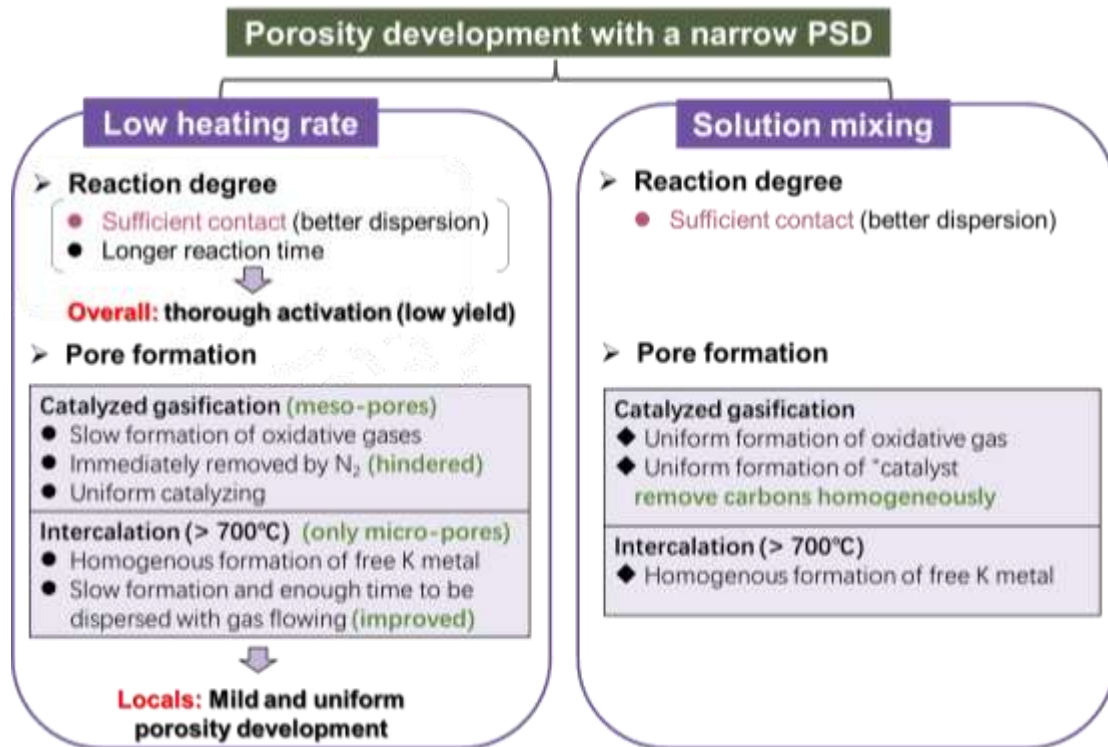 Porosity development with a narrow PSD
Low heating rate
➤ Reaction degree
● Sufficient contact (better dispersion)
● Longer reaction time
Overall: thorough activation (low yield)
➤ Pore formation
Catalyzed gasification (meso-pores)
● Slow formation of oxidative gases
● Immediately removed by N₂ (hindered)
● Uniform catalyzing
Intercalation (> 700℃) (only micro-pores)
● Homogenous formation of free K metal
● Slow formation and enough time to be
dispersed with gas flowing (improved)
Locals: Mild and uniform
porosity development
Solution mixing
➤ Reaction degree
● Sufficient contact (better dispersion)
➤ Pore formation
Catalyzed gasification
◆ Uniform formation of oxidative gas
◆ Uniform formation of *catalyst
remove carbons homogeneously
Intercalation (> 700℃)
◆ Homogenous formation of free K metal